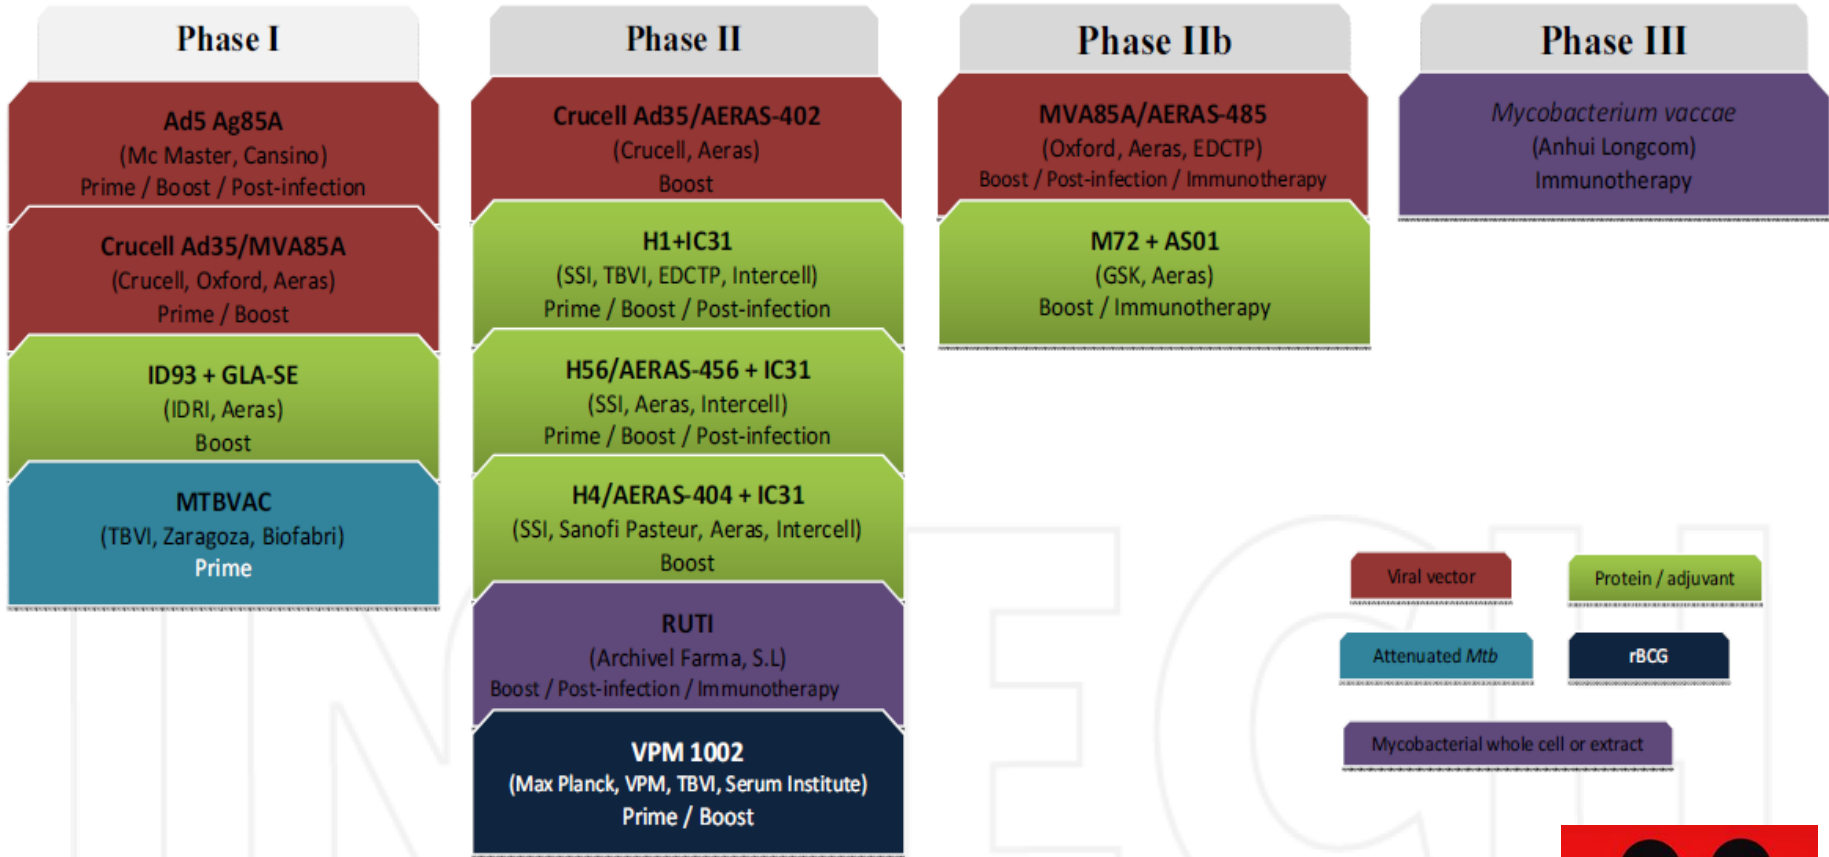 Phase I
Ad5 Ag85A
(Mc Master, Cansino)
Prime / Boost / Post-infection
Crucell Ad35/MVA85A
(Crucell, Oxford, Aeras)
Prime / Boost
ID93 + GLA-SE
(IDRI, Aeras)
Boost
MTBVAC
(TBVI, Zaragoza, Biofabri)
Prime
Phase II
Crucell Ad35/AERAS-402
(Crucell, Aeras)
Boost
H1+IC31
(SSI, TBVI, EDCTP, Intercell)
Prime / Boost / Post-infection
H56/AERAS-456 + IC31
(SSI, Aeras, Intercell)
Prime / Boost / Post-infection
H4/AERAS-404 + IC31
(SSI, Sanofi Pasteur, Aeras, Intercell)
Boost
RUTI
(Archivel Farma, S.L)
Boost / Post-infection / Immunotherapy
VPM 1002
(Max Planck, VPM, TBVI, Serum Institute)
Prime / Boost
Phase IIb
MVA85A/AERAS-485
(Oxford, Aeras, EDCTP)
Boost / Post-infection / Immunotherapy
M72 + AS01
(GSK, Aeras)
Boost / Immunotherapy
Phase III
Mycobacterium vaccae
(Anhui Longcom)
Immunotherapy
Viral vector
Protein / adjuvant
Attenuated Mtb
rBCG
Mycobacterial whole cell or extract